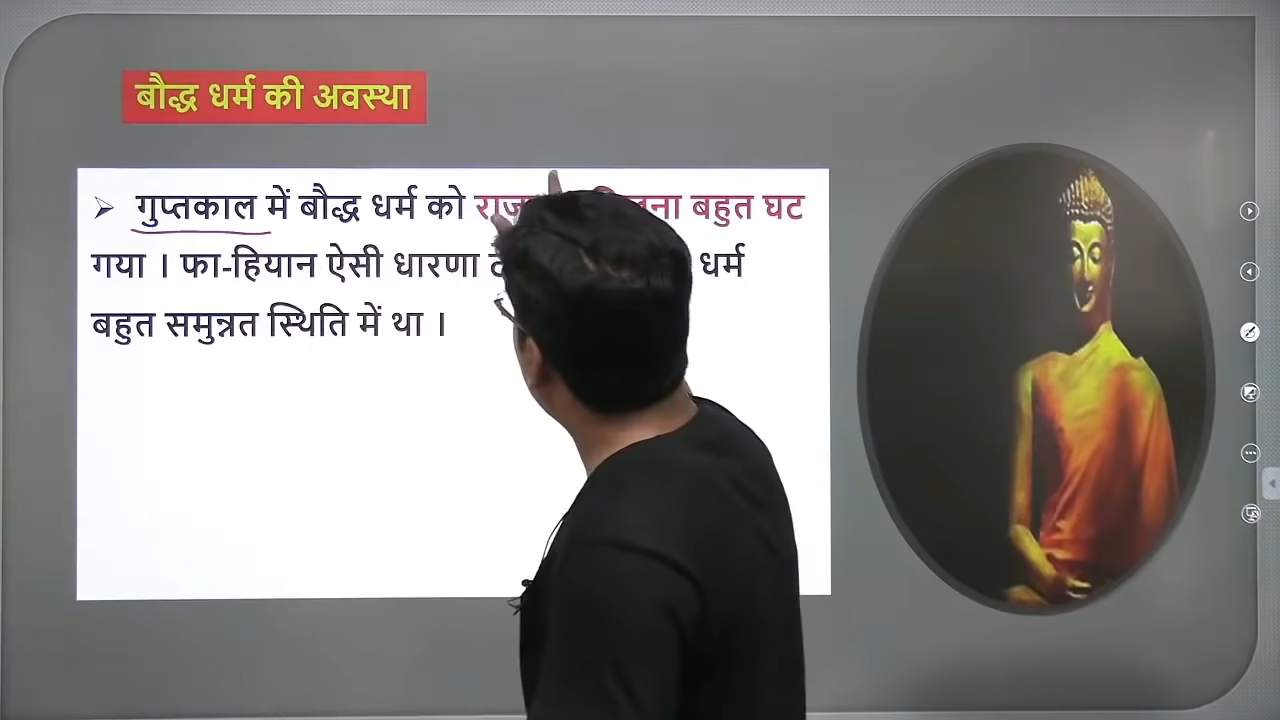 बौद्ध धर्म की अवस्था
➢ गुप्तकाल में बौद्ध धर्म को बहुत घट
गया । फा-हियान ऐसी धारणा धर्म
बहुत समुन्नत स्थिति में था ।